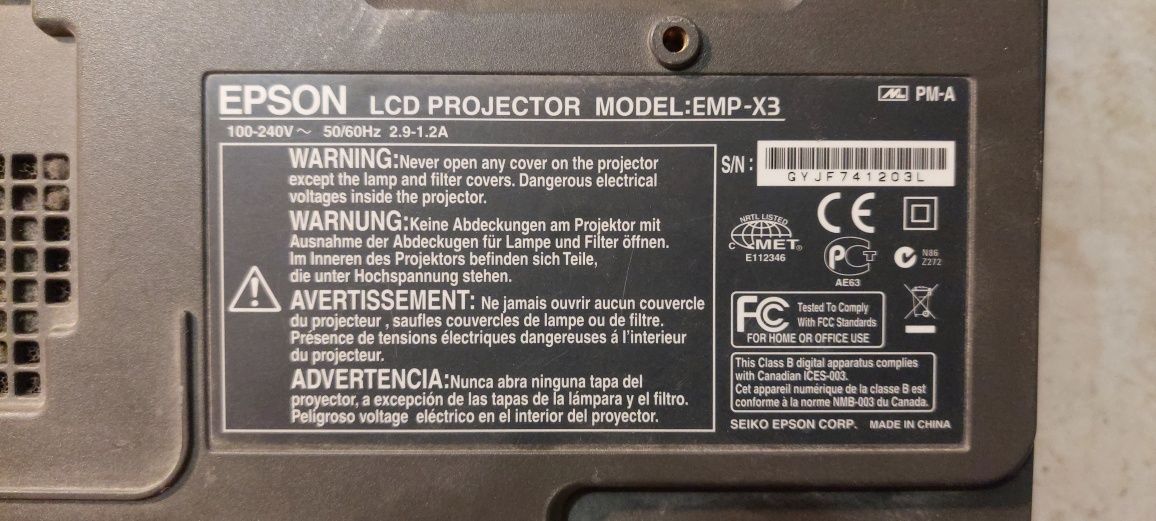 EPSON LCD PROJECTOR MODEL:EMP-X3
PM-A
100-240V～ 50/60Hz 2.9-1.2A
WARNING:Never open any cover on the projector
except the lamp and filter covers. Dangerous electrical
voltages inside the projector.
WARNUNG:Keine Abdeckungen am Projektor mit
Ausnahme der Abdeckugen für Lampe und Filter öffnen.
Im Inneren des Projektors befinden sich Teile,
die unter Hochspannung stehen.
AVERTISSEMENT: Ne jamais ouvrir aucun couvercle
du projecteur , saufles couvercles de lampe ou de filtre.
Présence de tensions électriques dangereuses á l'interieur
du projecteur.
ADVERTENCIA:Nunca abra ninguna tapa del
proyector, a excepción de las tapas de la lámpara y el filtro.
Peligroso voltage eléctrico en el interior del proyector.
S/N :
GYJF741203L
NRTL LISTED
C MET
E112346
CE
PCT
AE63
N86
Z272
FC Tested To Comply
With FCC Standards
FOR HOME OR OFFICE USE
This Class B digital apparatus complies
with Canadian ICES-003.
Cet appareil numérique de la classe B est
conforme à la norme NMB-003 du Canada.
SEIKO EPSON CORP. MADE IN CHINA